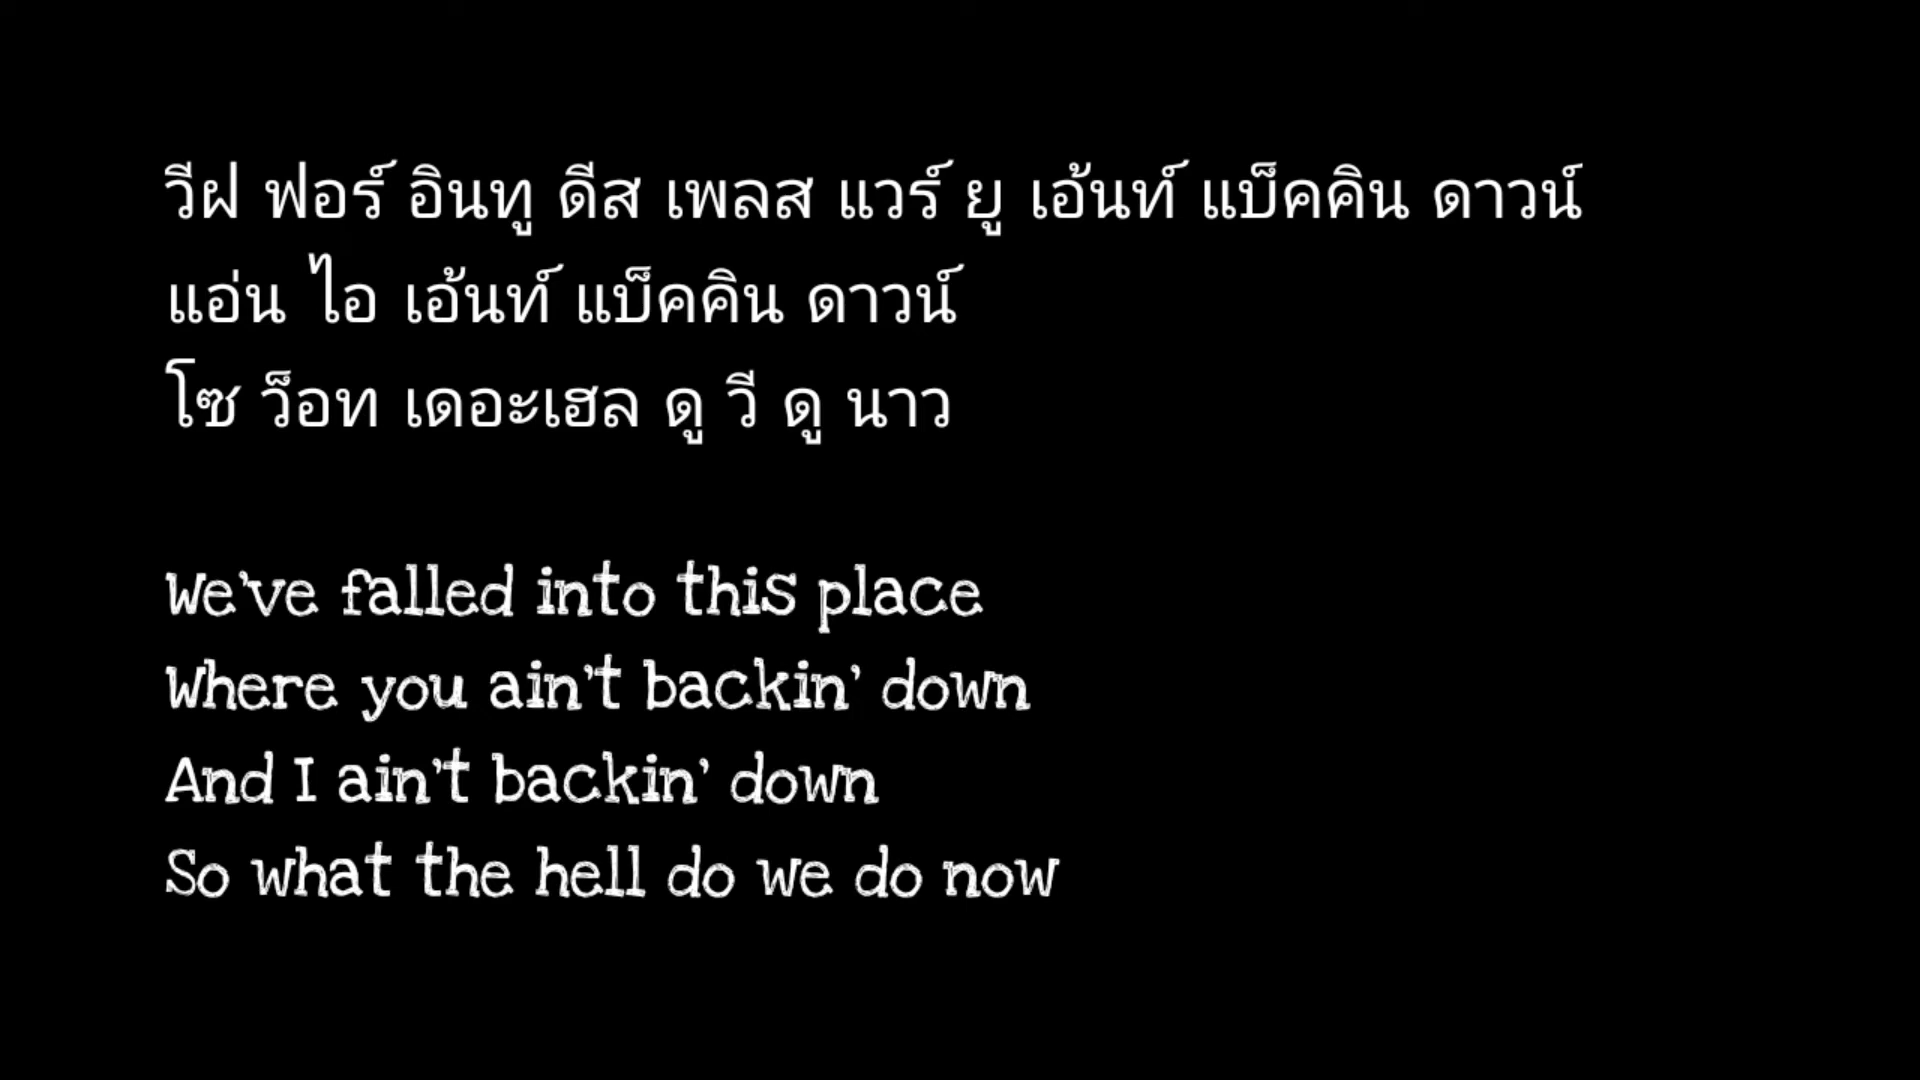 วีฝ ฟอร์ อินทู ดีส เพลส แวร์ ยู เอ้นท์ แบ็คคิน ดาวน์
แอ่น ไอ เอ้นท์ แบ็คคิน ดาวน์
โซ ว็อท เดอะเฮล ดู วี ดู นาว
We've falled into this place
Where you ain't backin' down
And I ain't backin' down
So what the hell do we do now